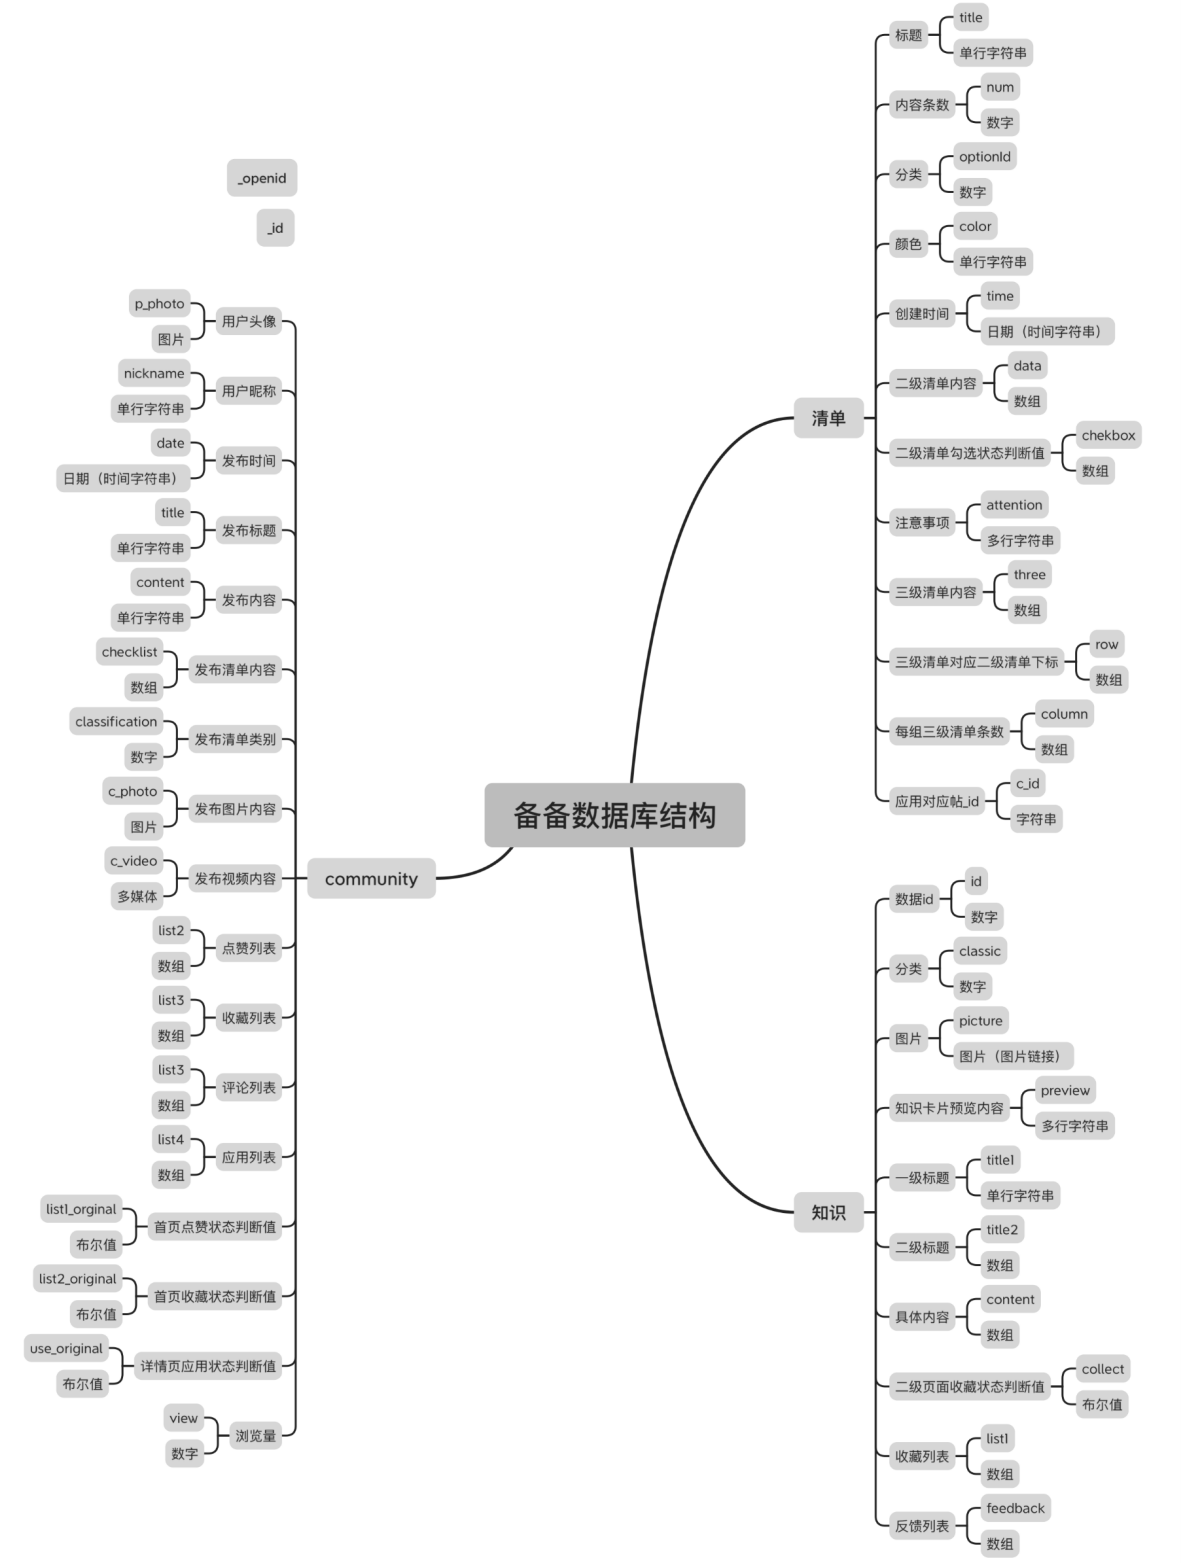 备备数据库结构
清单
标题
title
单行字符串
内容条数
num
数字
分类
optionId
数字
颜色
color
单行字符串
创建时间
time
日期（时间字符串）
二级清单内容
data
数组
二级清单勾选状态判断值
chekbox
数组
注意事项
attention
多行字符串
三级清单内容
three
数组
三级清单对应二级清单下标
row
数组
每组三级清单条数
column
数组
应用对应帖_id
c_id
字符串
知识
数据id
id
数字
分类
classic
数字
图片
picture
图片（图片链接）
知识卡片预览内容
preview
多行字符串
一级标题
title1
单行字符串
二级标题
title2
数组
具体内容
content
数组
二级页面收藏状态判断值
collect
布尔值
收藏列表
list1
数组
反馈列表
feedback
数组
_openid
_id
community
用户头像
p_photo
图片
用户昵称
nickname
单行字符串
发布时间
date
日期（时间字符串）
发布标题
title
单行字符串
发布内容
content
单行字符串
发布清单内容
checklist
数组
发布清单类别
classification
数字
发布图片内容
c_photo
图片
发布视频内容
c_video
多媒体
点赞列表
list2
数组
收藏列表
list3
数组
评论列表
list3
数组
应用列表
list4
数组
首页点赞状态判断值
list1_orginal
布尔值
首页收藏状态判断值
list2_original
布尔值
详情页应用状态判断值
use_original
布尔值
浏览量
view
数字